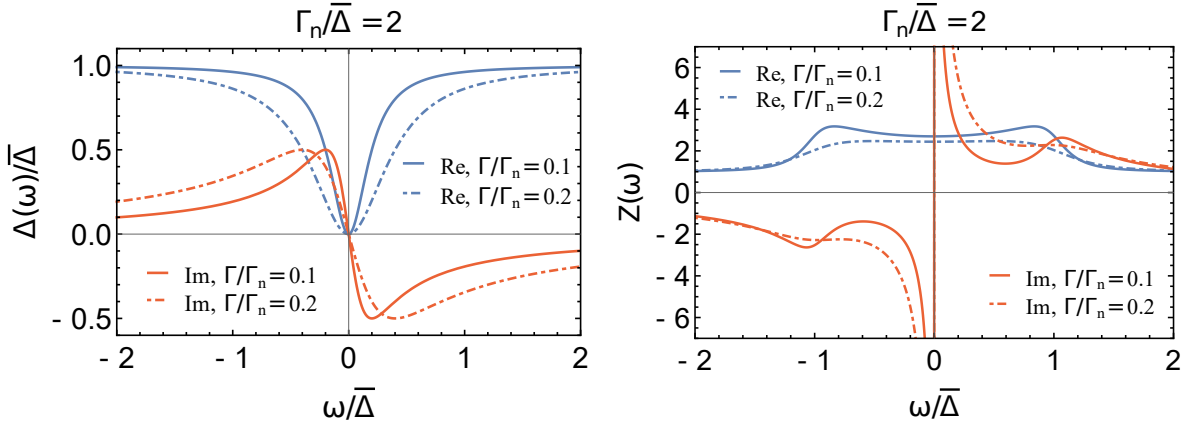 Γn/Δ̅ = 2
Δ(ω)/Δ̅
1.0
0.5
0.0
- 0.5
Re, Γ/Γn = 0.1
Re, Γ/Γn = 0.2
Im, Γ/Γn = 0.1
Im, Γ/Γn = 0.2
- 2
- 1
0
1
2
ω/Δ̅
Γn/Δ̅ = 2
Z(ω)
6
4
2
0
- 2
- 4
- 6
Re, Γ/Γn = 0.1
Re, Γ/Γn = 0.2
Im, Γ/Γn = 0.1
Im, Γ/Γn = 0.2
- 2
- 1
0
1
2
ω/Δ̅